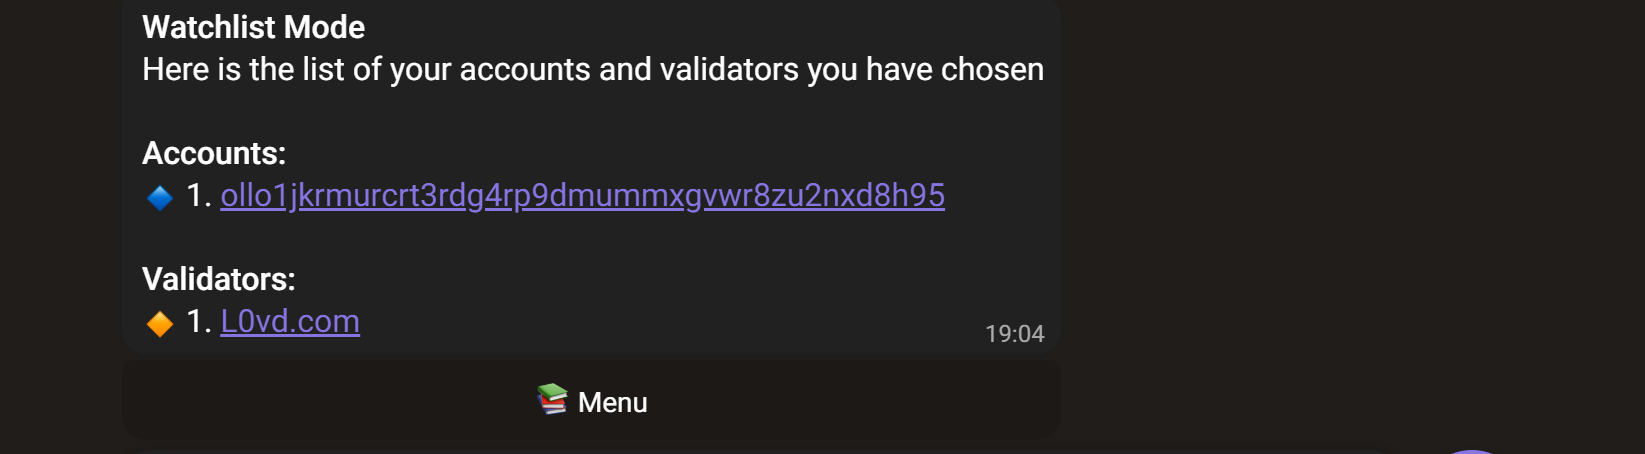 Watchlist Mode
Here is the list of your accounts and validators you have chosen
Accounts:
1. ollo1jkrmurcrt3rdg4rp9dmummxgvwr8zu2nxd8h95
Validators:
1. L0vd.com
19:04
Menu